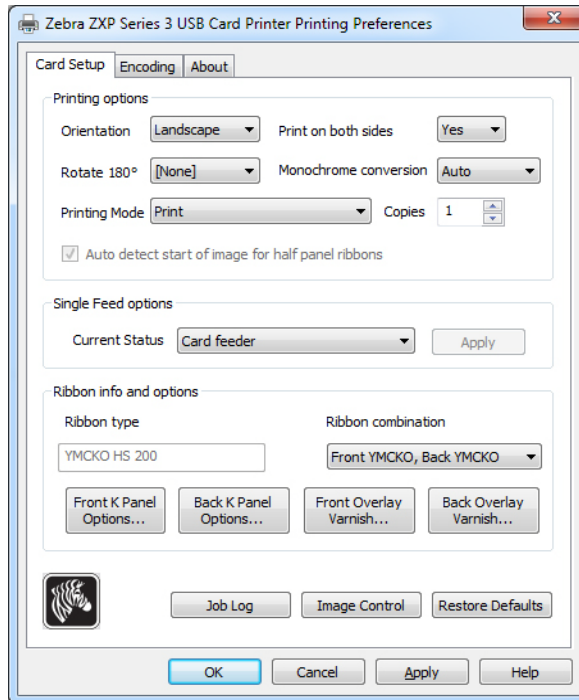 Zebra ZXP Series 3 USB Card Printer Printing Preferences
Card Setup Encoding About
Printing options
Orientation Landscape Print on both sides Yes
Rotate 180° [None] Monochrome conversion Auto
Printing Mode Print Copies 1
Auto detect start of image for half panel ribbons
Single Feed options
Current Status Card feeder Apply
Ribbon info and options
Ribbon type Ribbon combination
YMCKO HS 200 Front YMCKO, Back YMCKO
Front K Panel Options... Back K Panel Options... Front Overlay Varnish... Back Overlay Varnish...
Job Log Image Control Restore Defaults
OK Cancel Apply Help